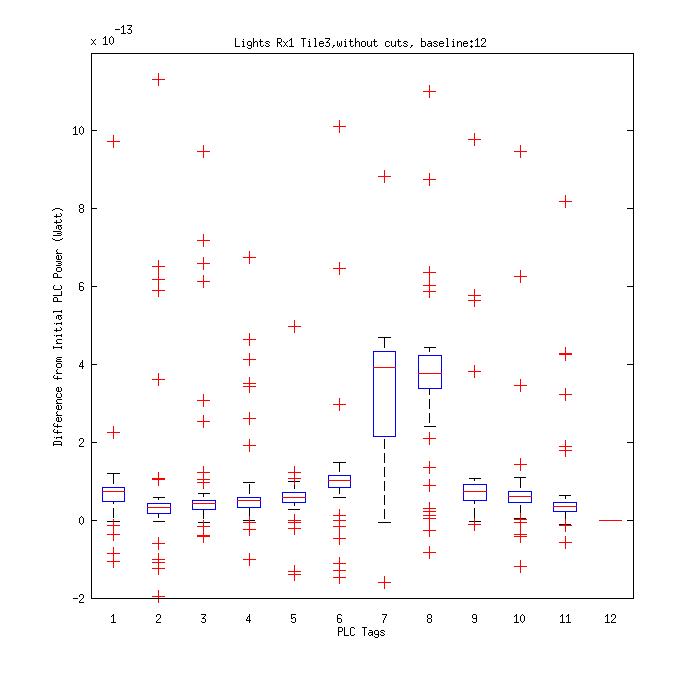 x 10^-13
Lights Rx1 Tile3,without cuts, baseline:12
Difference from Initial PLC Power (Watt)
10
8
6
4
2
0
-2
1 2 3 4 5 6 7 8 9 10 11 12
PLC Tags